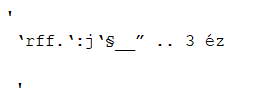 '
‛rff.‛:j‛§__” .. 3 éz
'